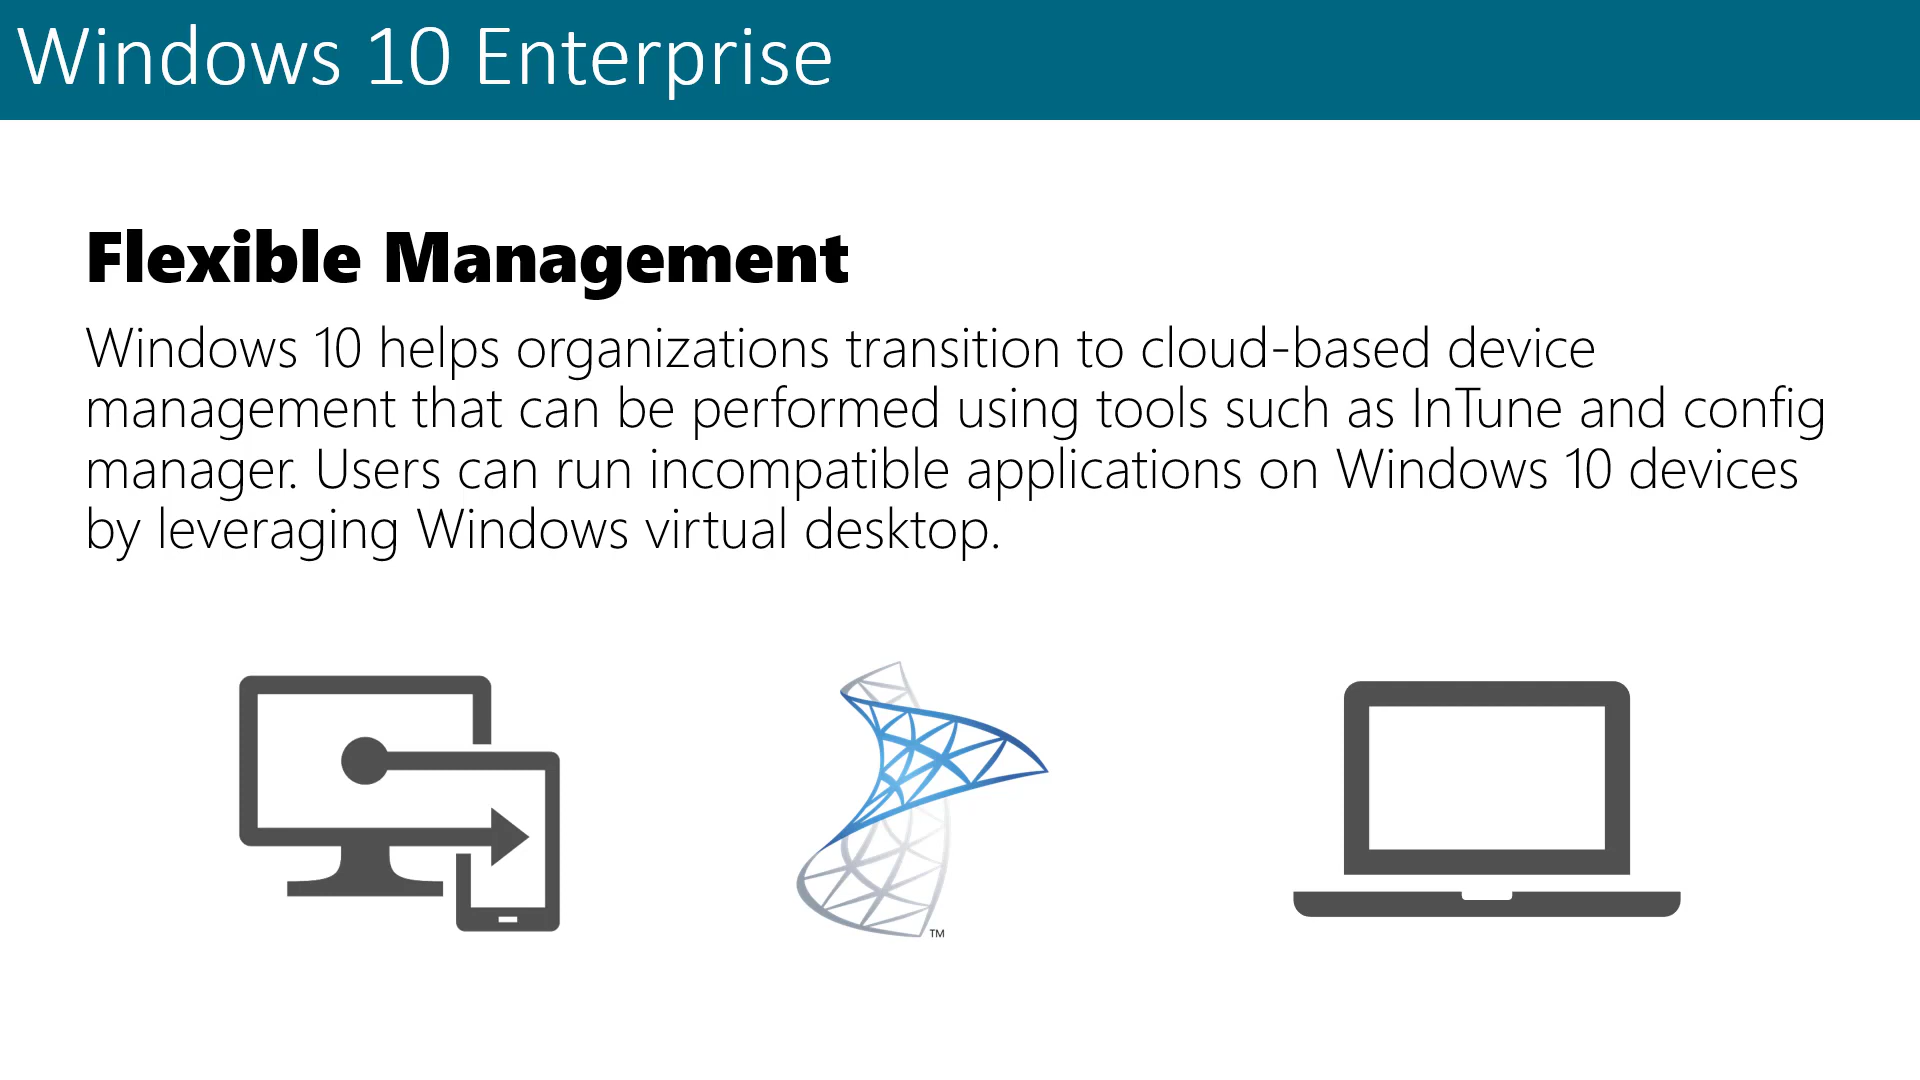 Windows 10 Enterprise
Flexible Management
Windows 10 helps organizations transition to cloud-based device
management that can be performed using tools such as InTune and config
manager. Users can run incompatible applications on Windows 10 devices
by leveraging Windows virtual desktop.
TM